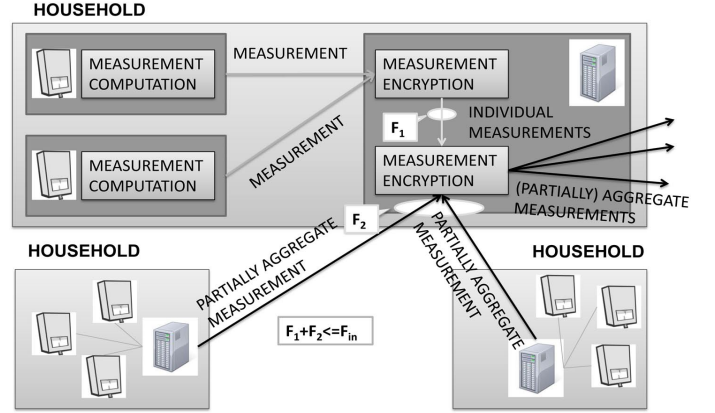 HOUSEHOLD
MEASUREMENT
COMPUTATION
MEASUREMENT
MEASUREMENT
ENCRYPTION
F1
INDIVIDUAL
MEASUREMENTS
MEASUREMENT
COMPUTATION
MEASUREMENT
MEASUREMENT
ENCRYPTION
(PARTIALLY) AGGREGATE
MEASUREMENTS
F2
HOUSEHOLD
PARTIALLY AGGREGATE
MEASUREMENT
PARTIALLY AGGREGATE
MEASUREMENT
HOUSEHOLD
F1+F2<=Fin